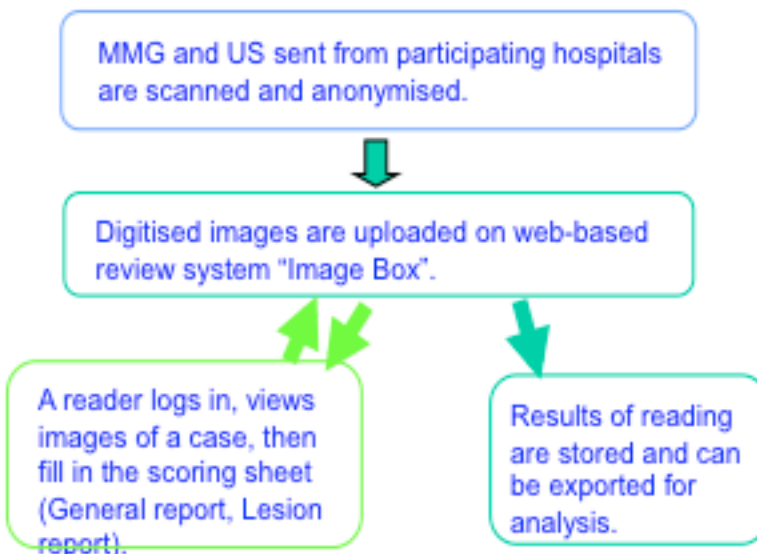 MMG and US sent from participating hospitals
are scanned and anonymised.
Digitised images are uploaded on web-based
review system “Image Box”.
A reader logs in, views
images of a case, then
fill in the scoring sheet
(General report, Lesion
report).
Results of reading
are stored and can
be exported for
analysis.